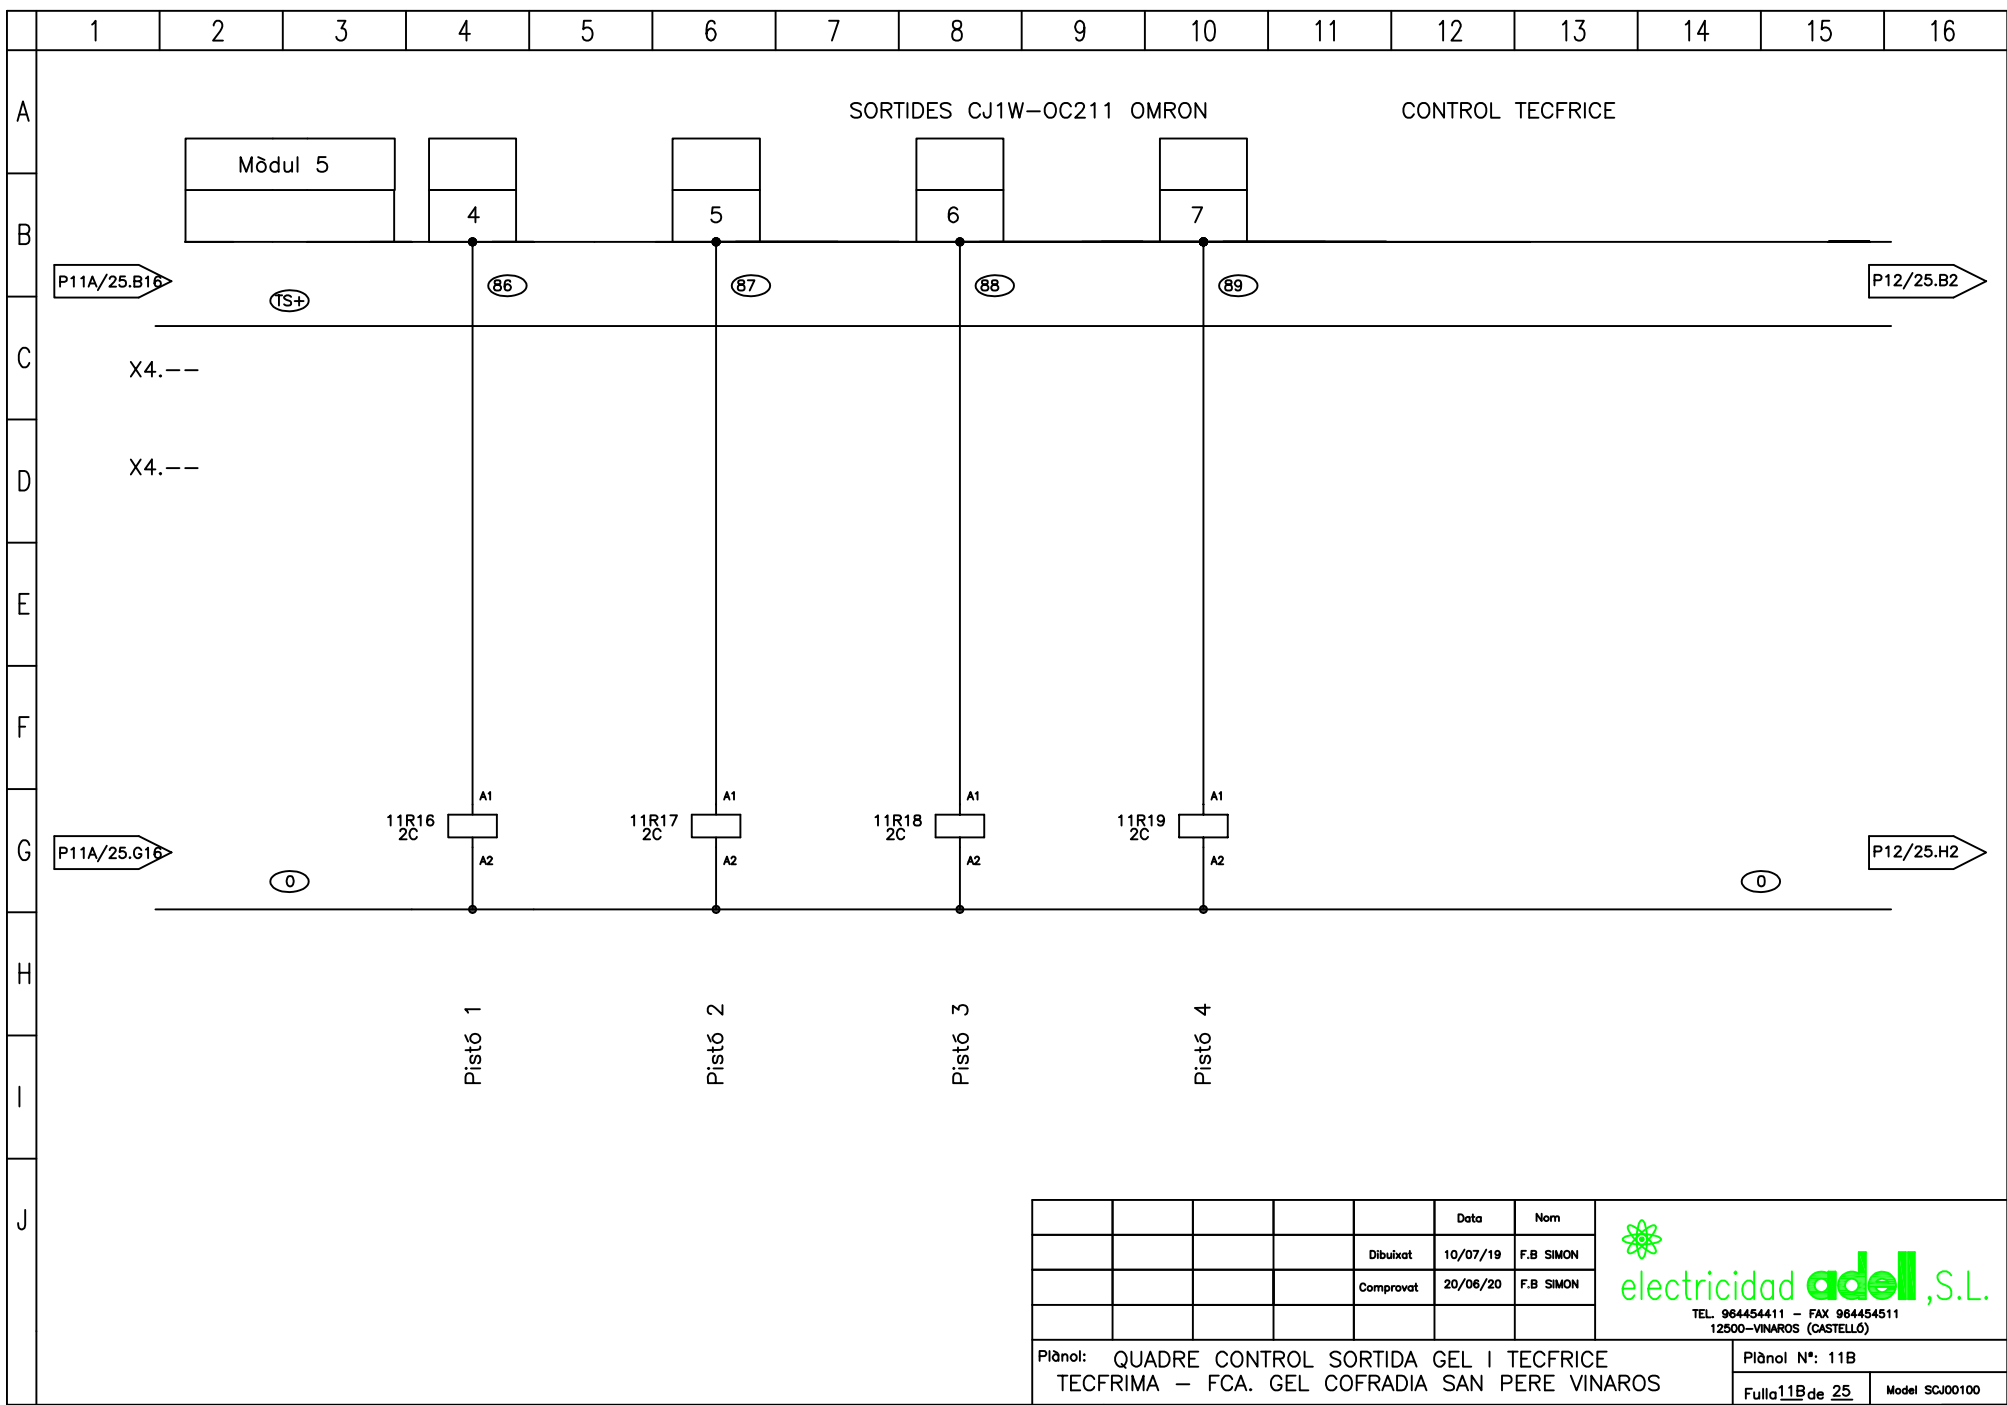 1 2 3 4 5 6 7 8 9 10 11 12 13 14 15 16
A
SORTIDES CJ1W-OC211 OMRON
CONTROL TECFRICE
Mòdul 5
B
4
5
6
7
P11A/25.B16
TS+
86
87
88
89
P12/25.B2
C
X4.--
D
X4.--
E
F
G
A1
A1
A1
A1
11R16
2C
11R17
2C
11R18
2C
11R19
2C
A2
A2
A2
A2
P11A/25.G16
P12/25.H2
0
0
H
Pistó 1
Pistó 2
Pistó 3
Pistó 4
I
J
Data Nom
Dibuixat 10/07/19 F.B SIMON
Comprovat 20/06/20 F.B SIMON
electricidad adell ,S.L.
TEL. 964454411 - FAX 964454511
12500-VINAROS (CASTELLÓ)
Plànol: QUADRE CONTROL SORTIDA GEL I TECFRICE
TECFRIMA - FCA. GEL COFRADIA SAN PERE VINAROS
Plànol Nº: 11B
Fulla 11B de 25
Model SCJ00100